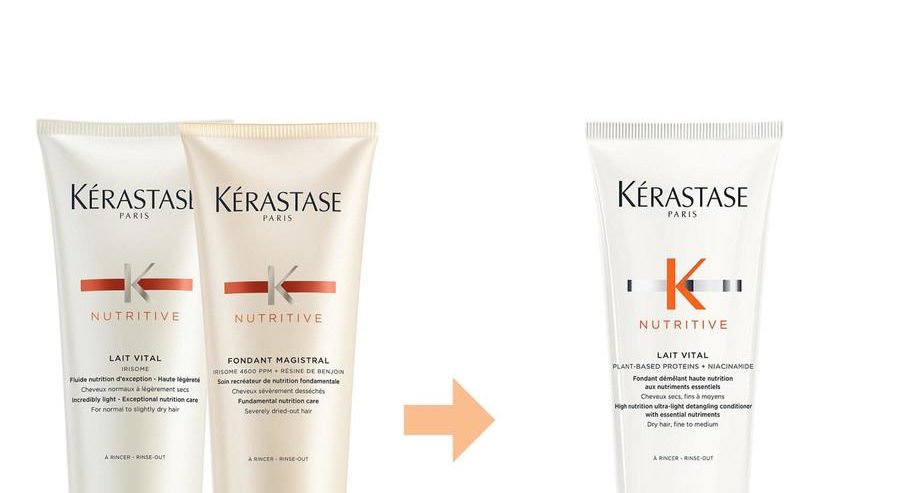 KÉRASTASE
PARIS
K
NUTRITIVE
LAIT VITAL
IRISOME
Fluide nutrition d'exception - Haute légèreté
Cheveux normaux à légèrement secs
Incredibly light - Exceptional nutrition care
For normal to slightly dry hair
À RINCER - RINSE-OUT
KÉRASTASE
PARIS
K
NUTRITIVE
FONDANT MAGISTRAL
IRISOME 4600 PPM + RÉSINE DE BENJOIN
Soin recréateur de nutrition fondamentale
Cheveux sévèrement desséchés
Fundamental nutrition care
Severely dried-out hair
À RINCER - RINSE-OUT
KÉRASTASE
PARIS
K
NUTRITIVE
LAIT VITAL
PLANT-BASED PROTEINS + NIACINAMIDE
Fondant démêlant haute nutrition
aux nutriments essentiels
Cheveux secs, fins à moyens
High nutrition ultra-light detangling conditioner
with essential nutriments
Dry hair, fine to medium
À RINCER - RINSE-OUT